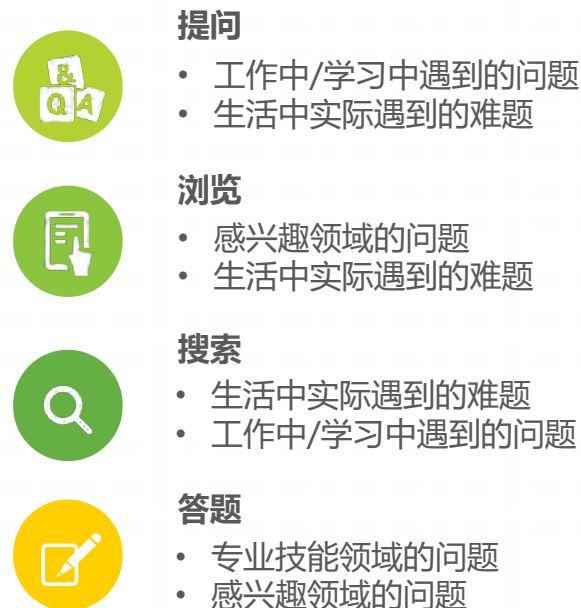 提问
& Q A
• 工作中/学习中遇到的问题
• 生活中实际遇到的难题
浏览
• 感兴趣领域的问题
• 生活中实际遇到的难题
搜索
• 生活中实际遇到的难题
• 工作中/学习中遇到的问题
答题
• 专业技能领域的问题
• 感兴趣领域的问题